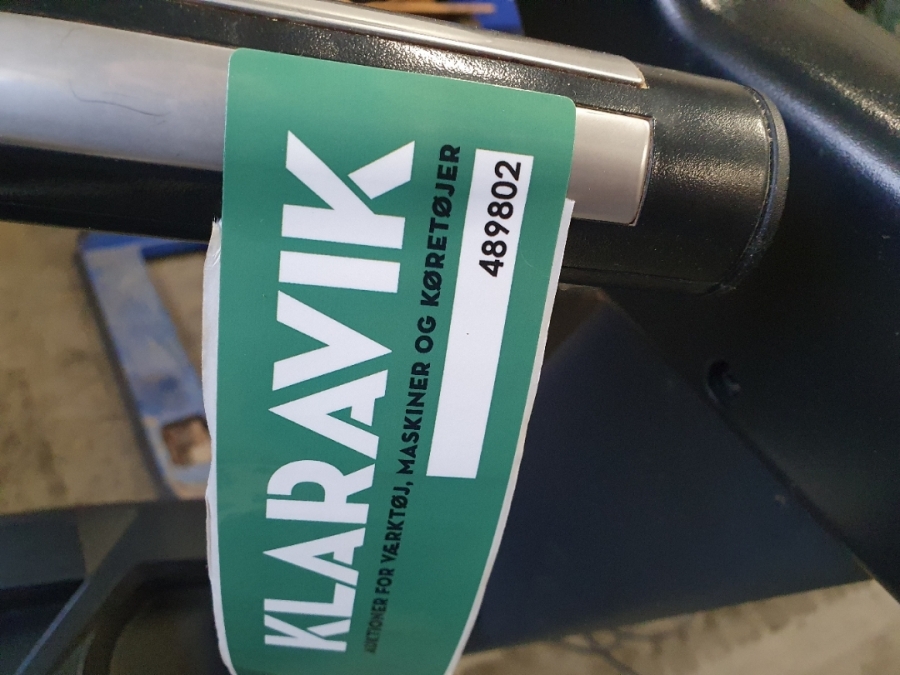 KLARAVIK
AUKTIONER FOR VÆRKTØJ, MASKINER OG KØRETØJER
489802